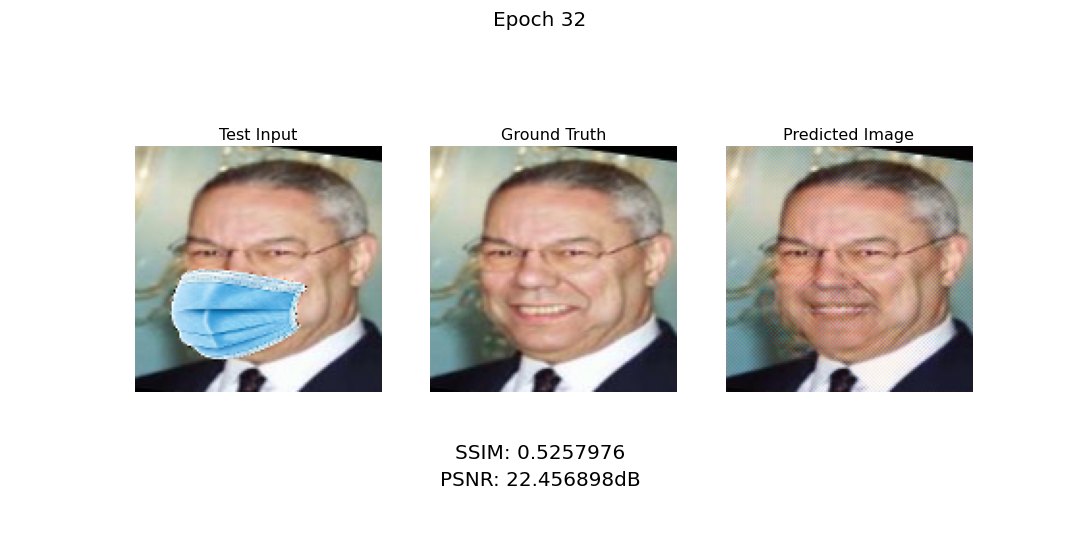 Epoch 32
Test Input
Ground Truth
Predicted Image
SSIM: 0.5257976
PSNR: 22.456898dB